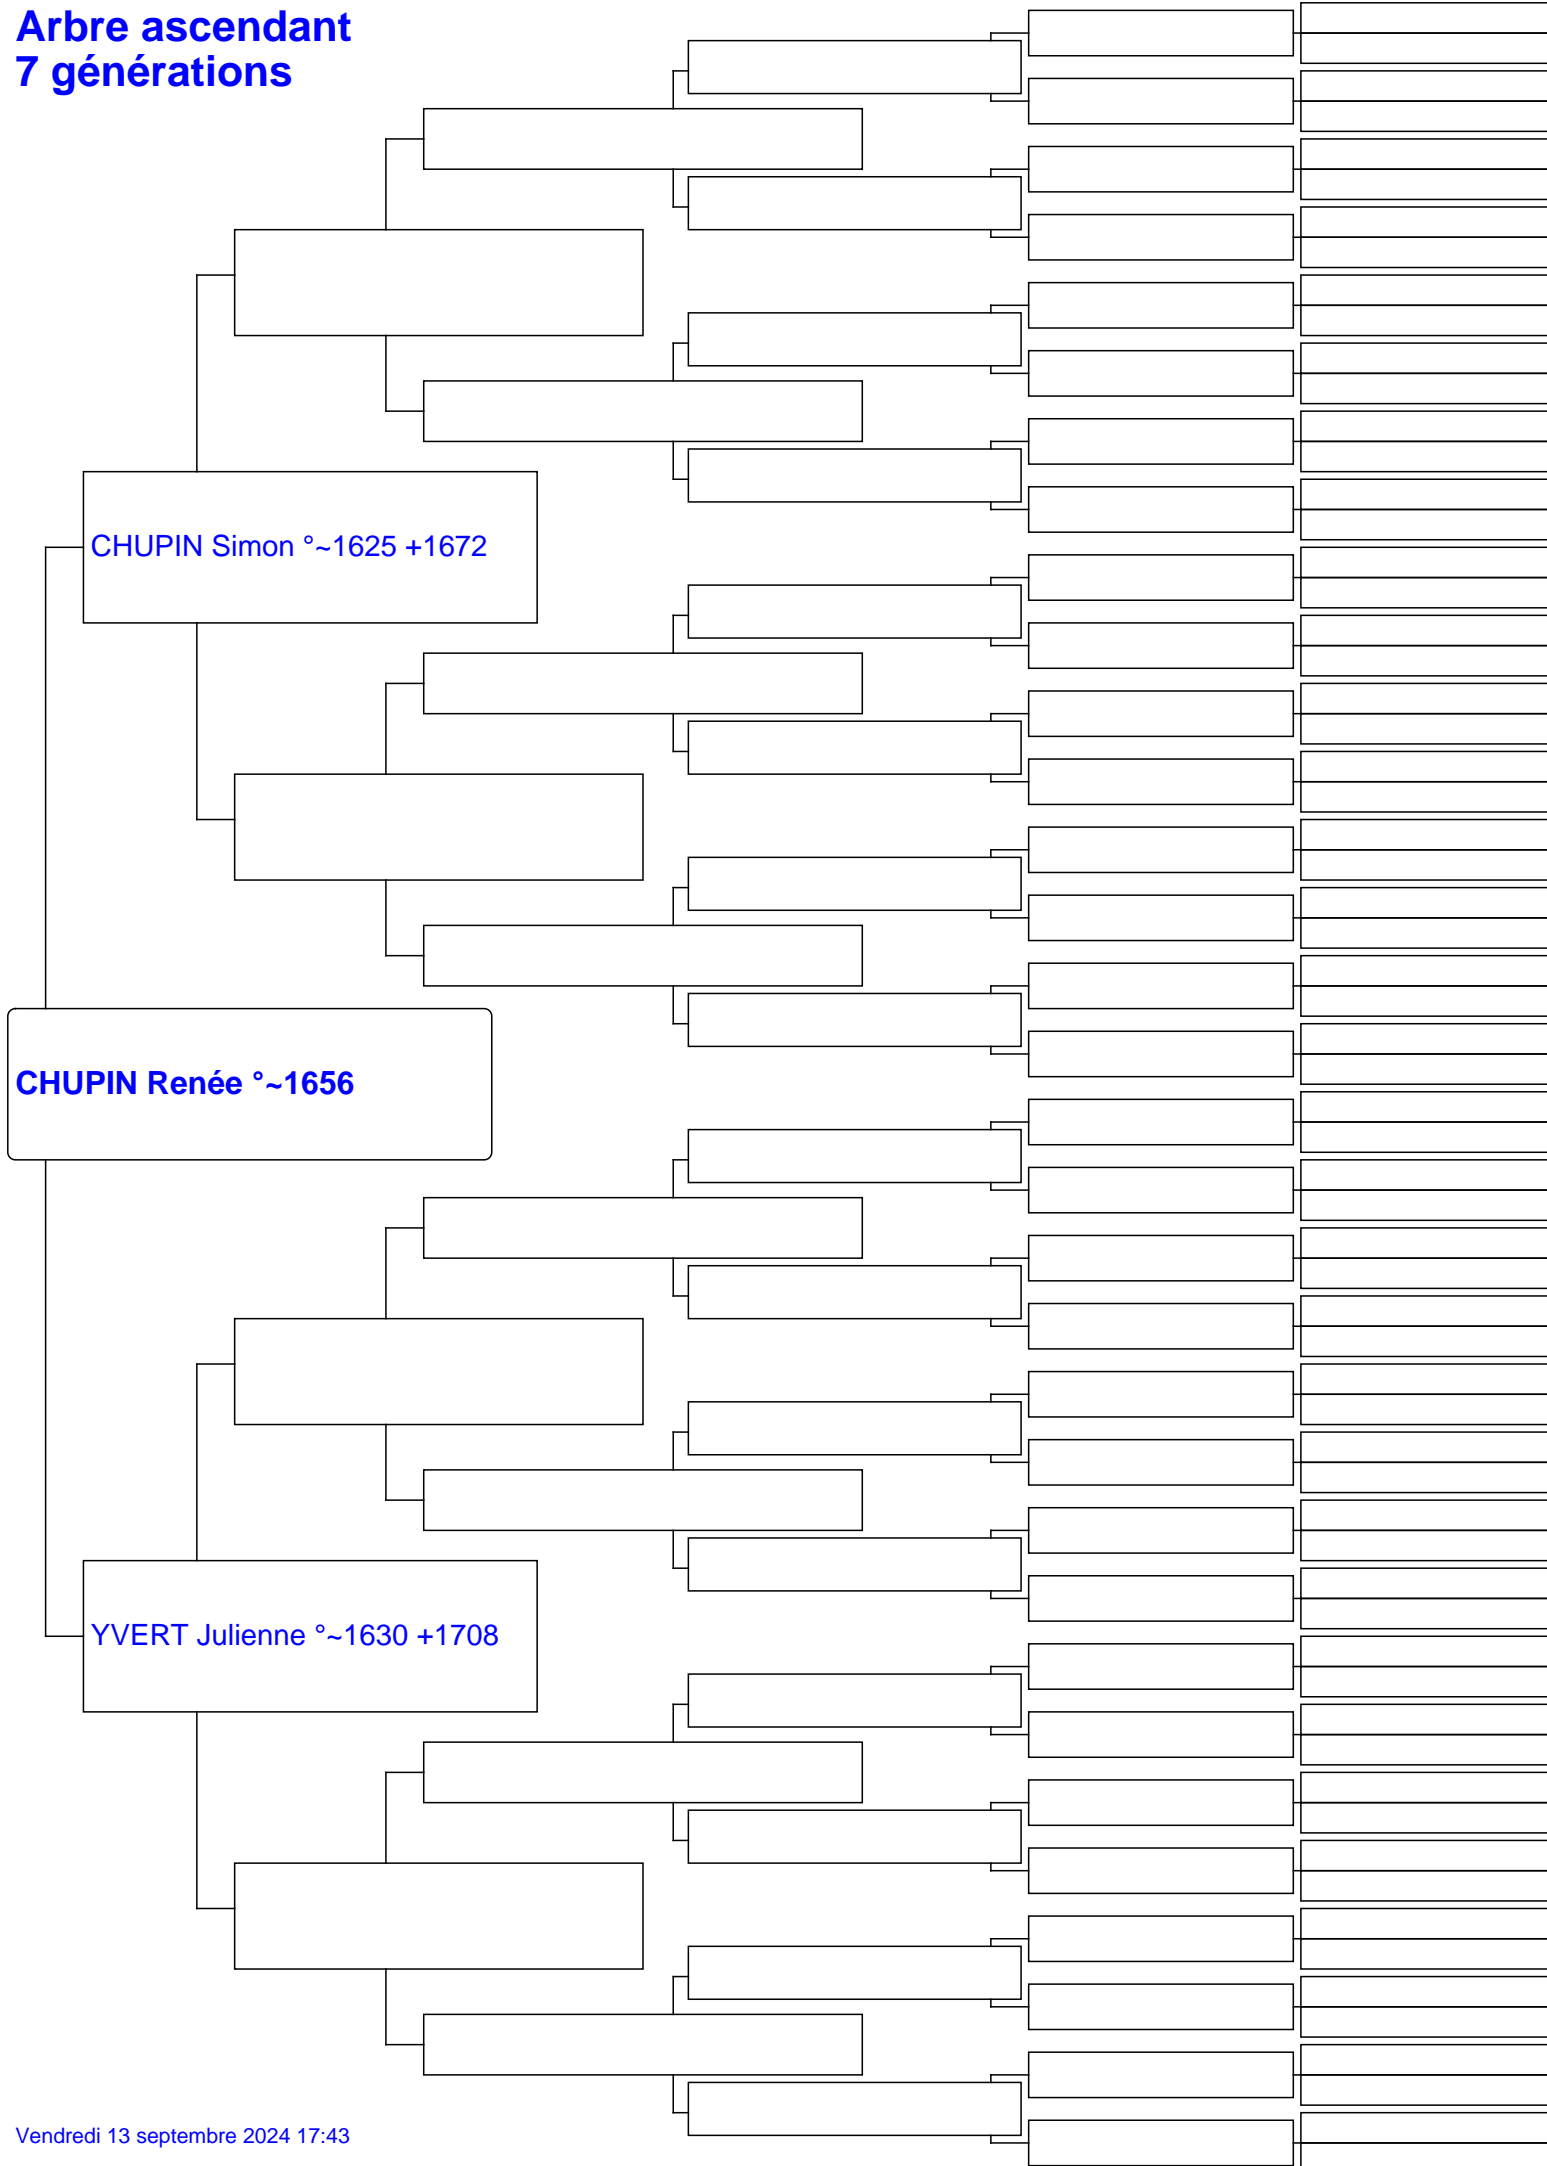 Arbre ascendant
7 générations
CHUPIN Simon °~1625 +1672
CHUPIN Renée °~1656
YVERT Julienne °~1630 +1708
Vendredi 13 septembre 2024 17:43